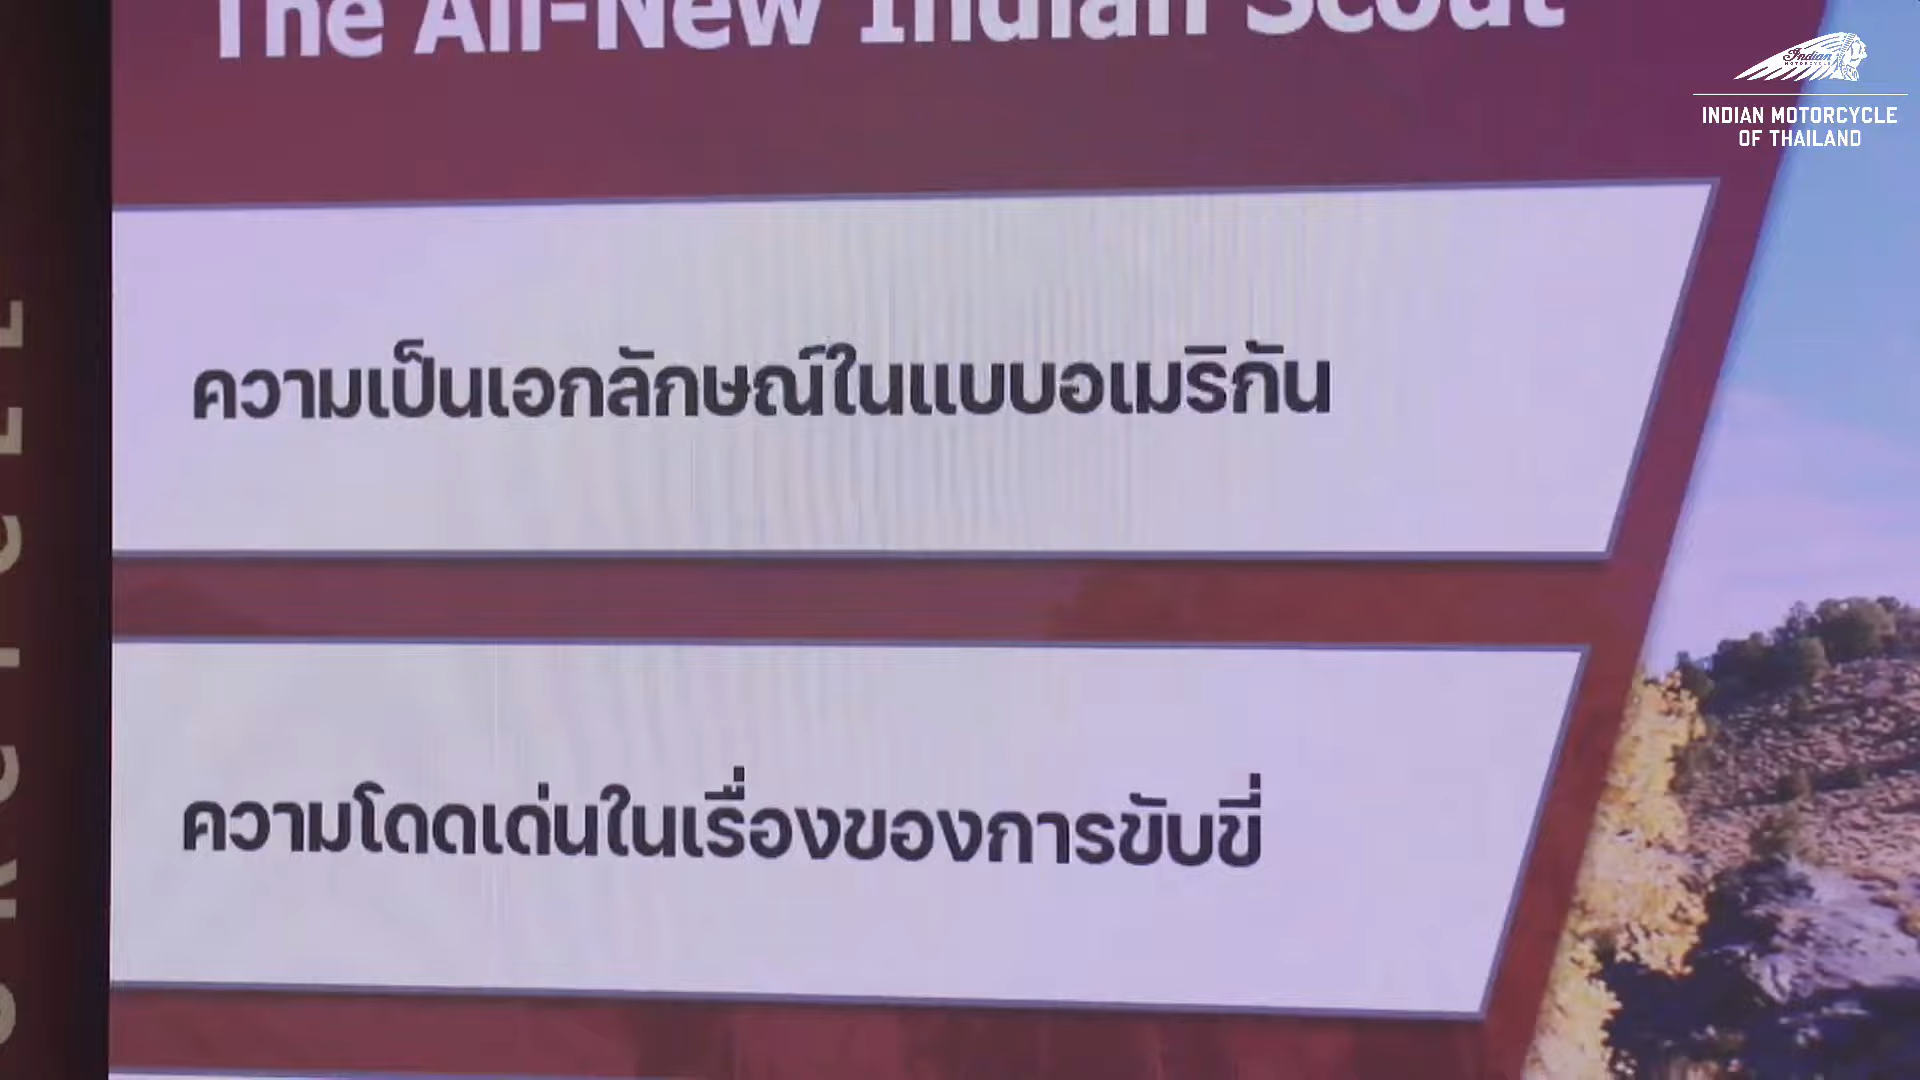 The All-New Indian Scout
Indian
MOTORCYCLE
INDIAN MOTORCYCLE
OF THAILAND
ความเป็นเอกลักษณ์ในแบบอเมริกัน
ความโดดเด่นในเรื่องของการขับขี่